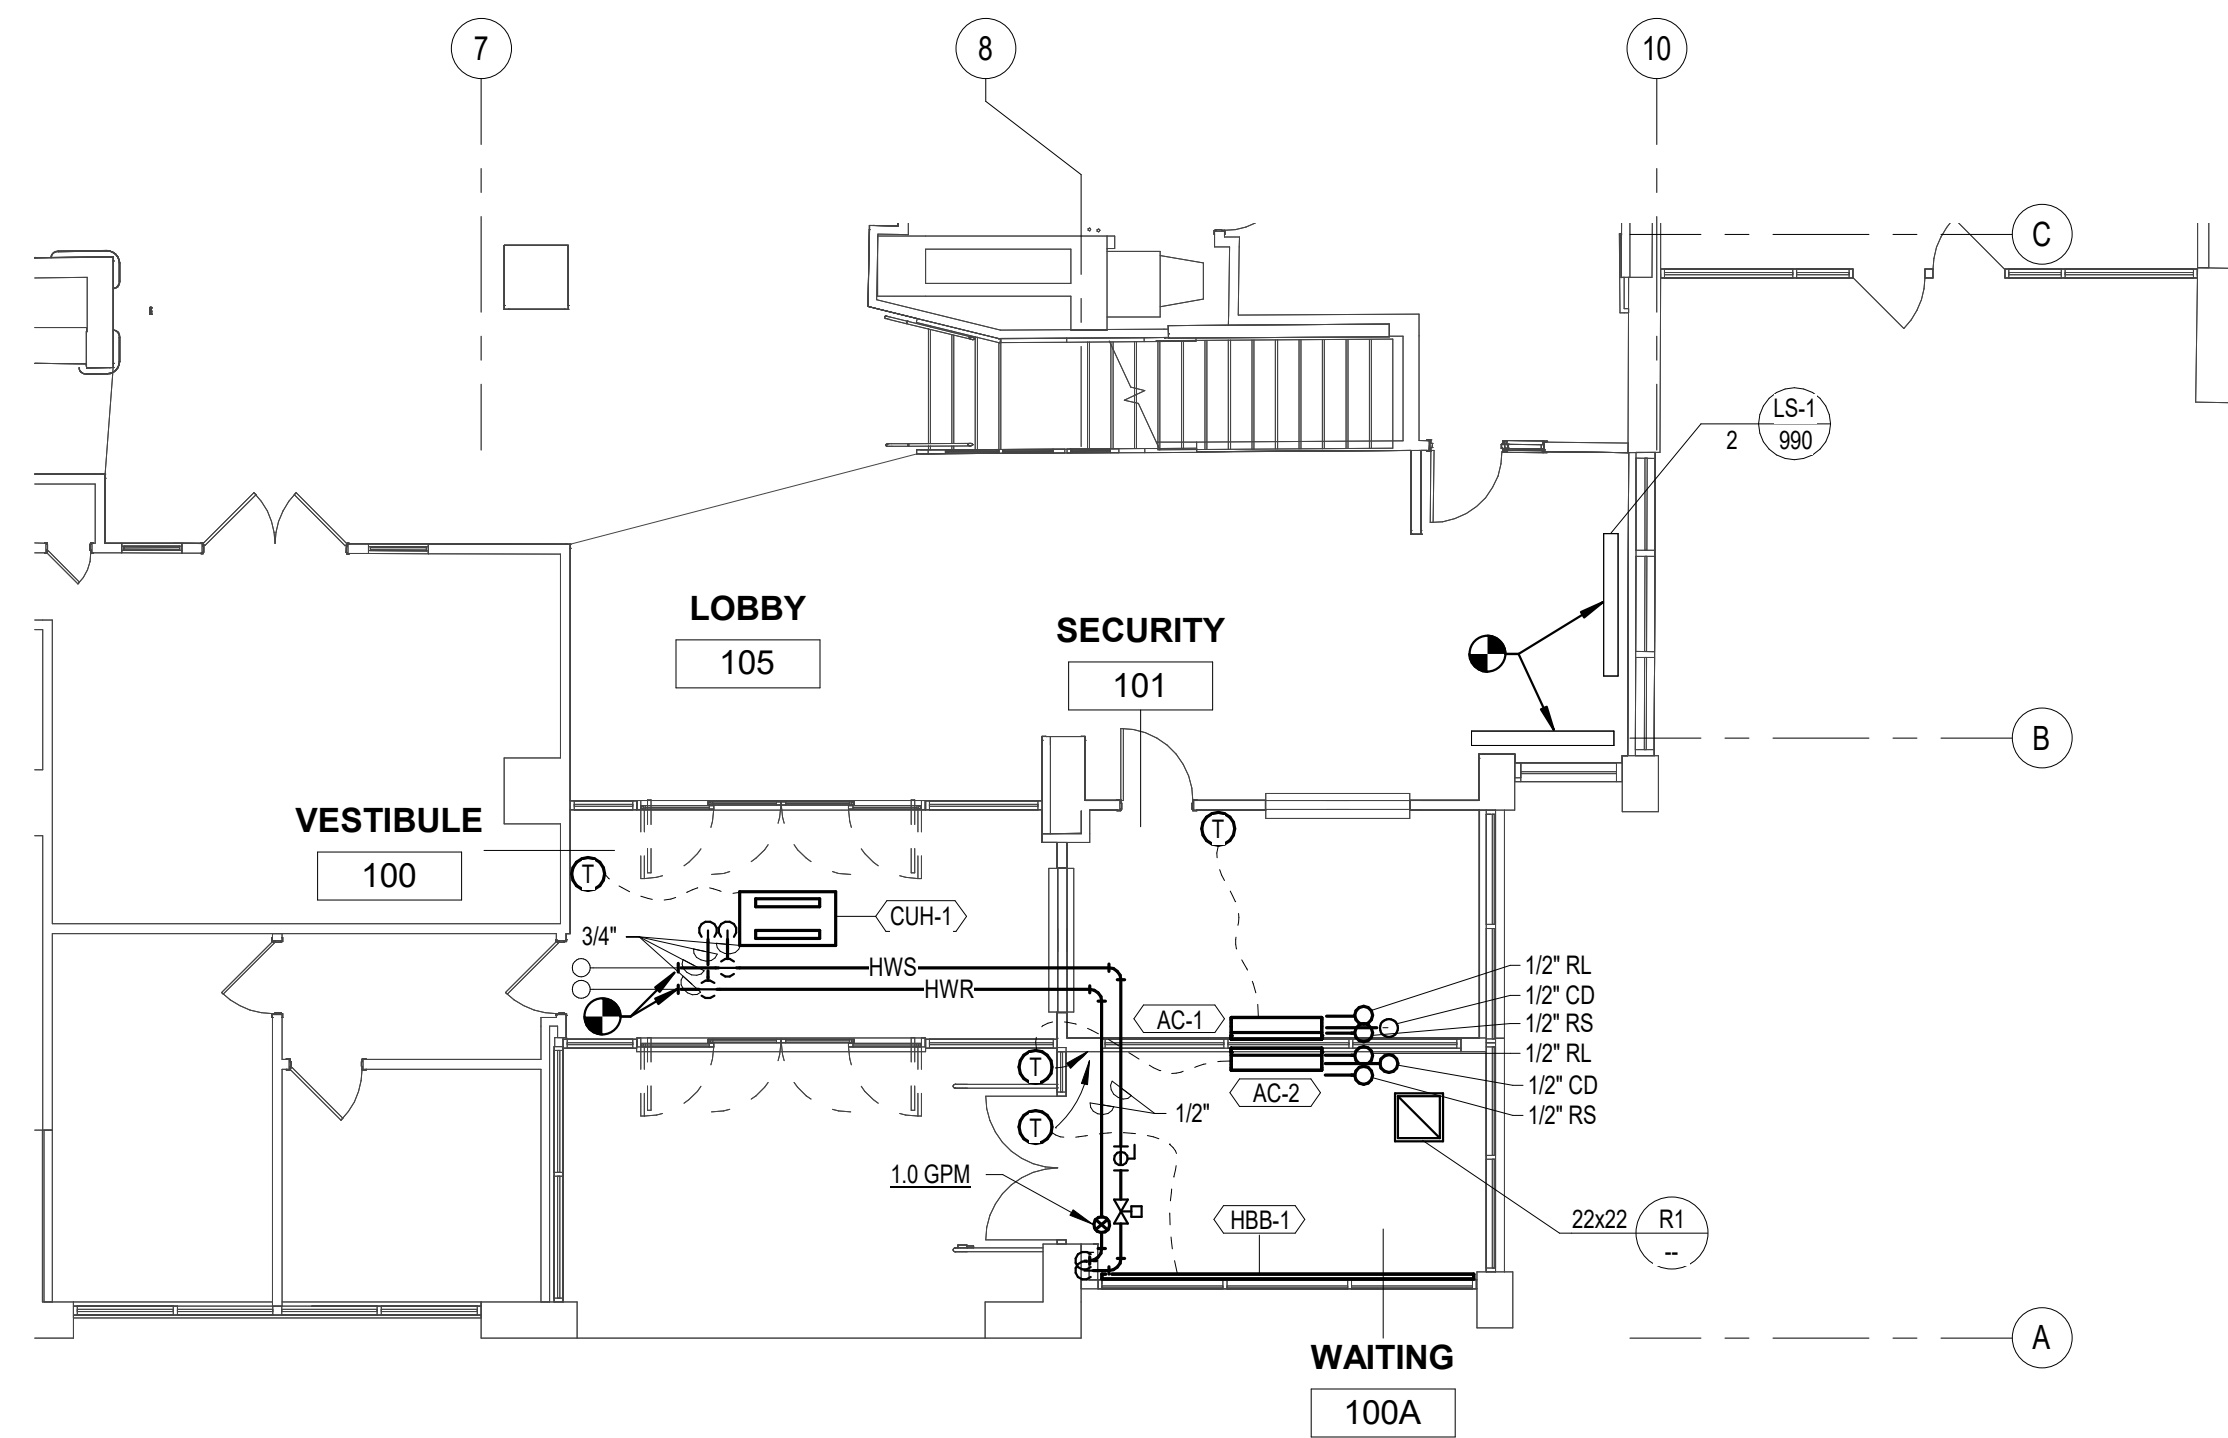 7
8
10
C
LS-1
2
990
LOBBY
105
SECURITY
101
B
VESTIBULE
100
T
T
CUH-1
3/4"
HWS
HWR
1/2" RL
1/2" CD
1/2" RS
AC-1
T
1/2" RL
AC-2
1/2" CD
1/2"
1/2" RS
T
1.0 GPM
HBB-1
22x22
R1
--
A
WAITING
100A